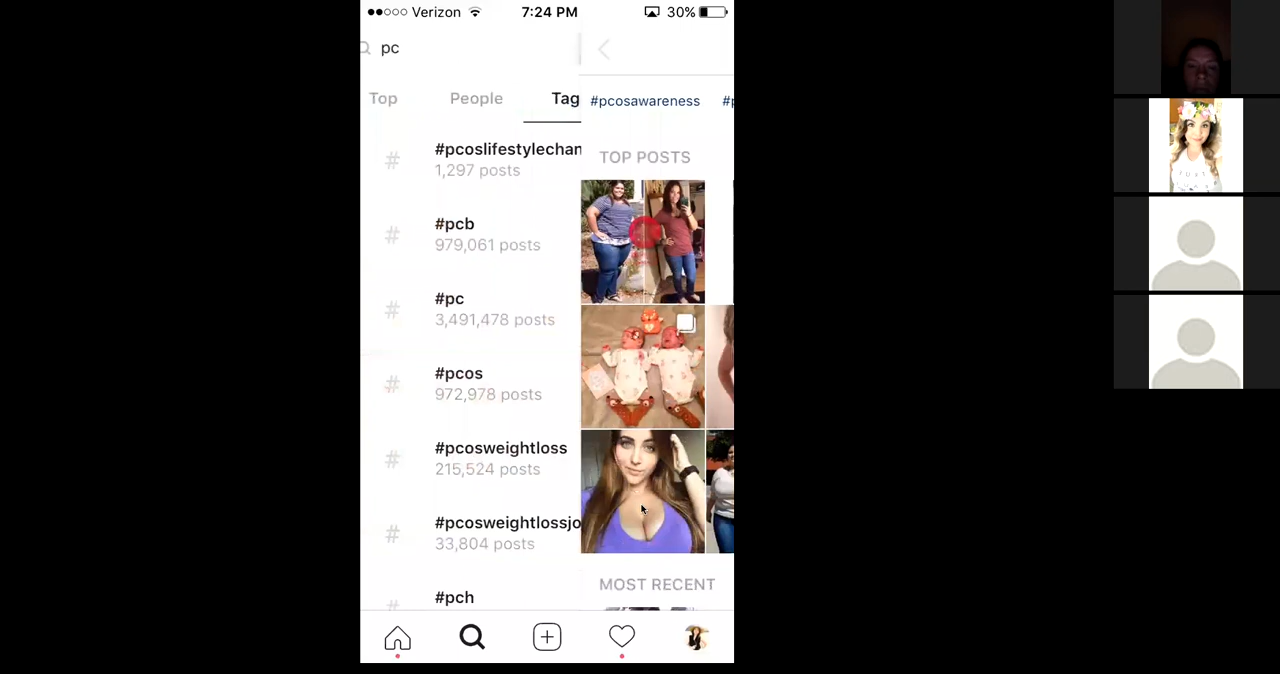 Verizon 7:24 PM 30%
pc
Top People Tag
#pcosawareness #p
#pcoslifestylechan
1,297 posts
TOP POSTS
#pcb
979,061 posts
#pc
3,491,478 posts
#pcos
972,978 posts
#pcosweightloss
215,524 posts
#pcosweightlossjo
33,804 posts
MOST RECENT
#pch